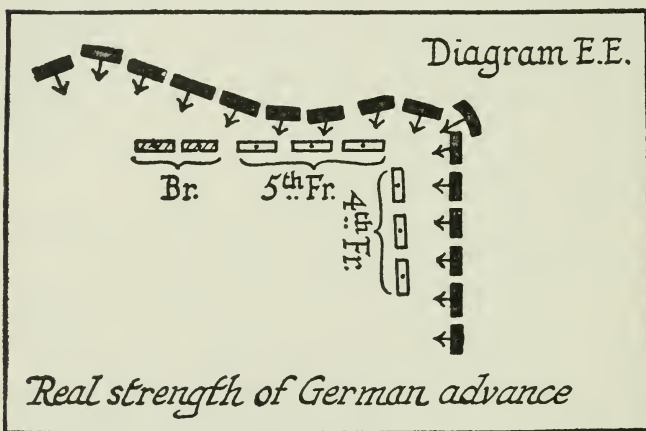 Diagram E.E.
Br.
5th Fr.
4th Fr.
Real strength of German advance